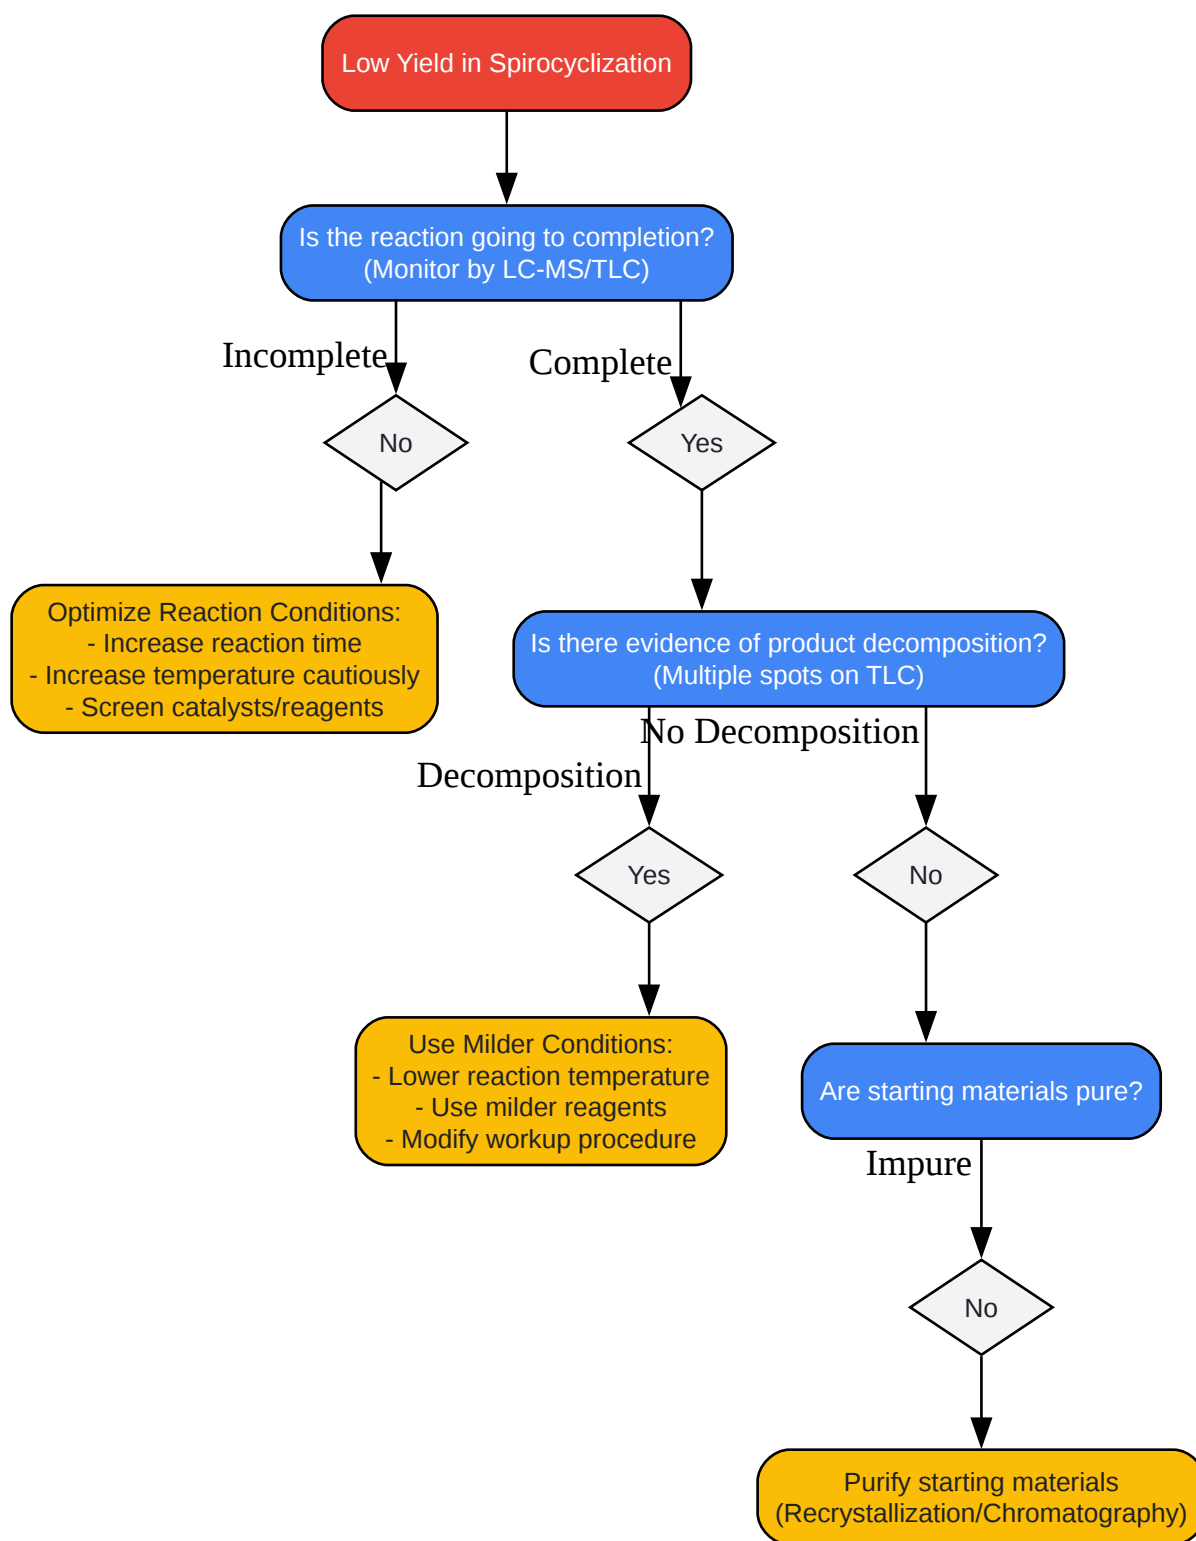 Low Yield in Spirocyclization
Is the reaction going to completion?
(Monitor by LC-MS/TLC)
Incomplete
Complete
No
Yes
Optimize Reaction Conditions:
- Increase reaction time
- Increase temperature cautiously
- Screen catalysts/reagents
Is there evidence of product decomposition?
(Multiple spots on TLC)
No Decomposition
Decomposition
Yes
No
Use Milder Conditions:
- Lower reaction temperature
- Use milder reagents
- Modify workup procedure
Are starting materials pure?
Impure
No
Purify starting materials
(Recrystallization/Chromatography)